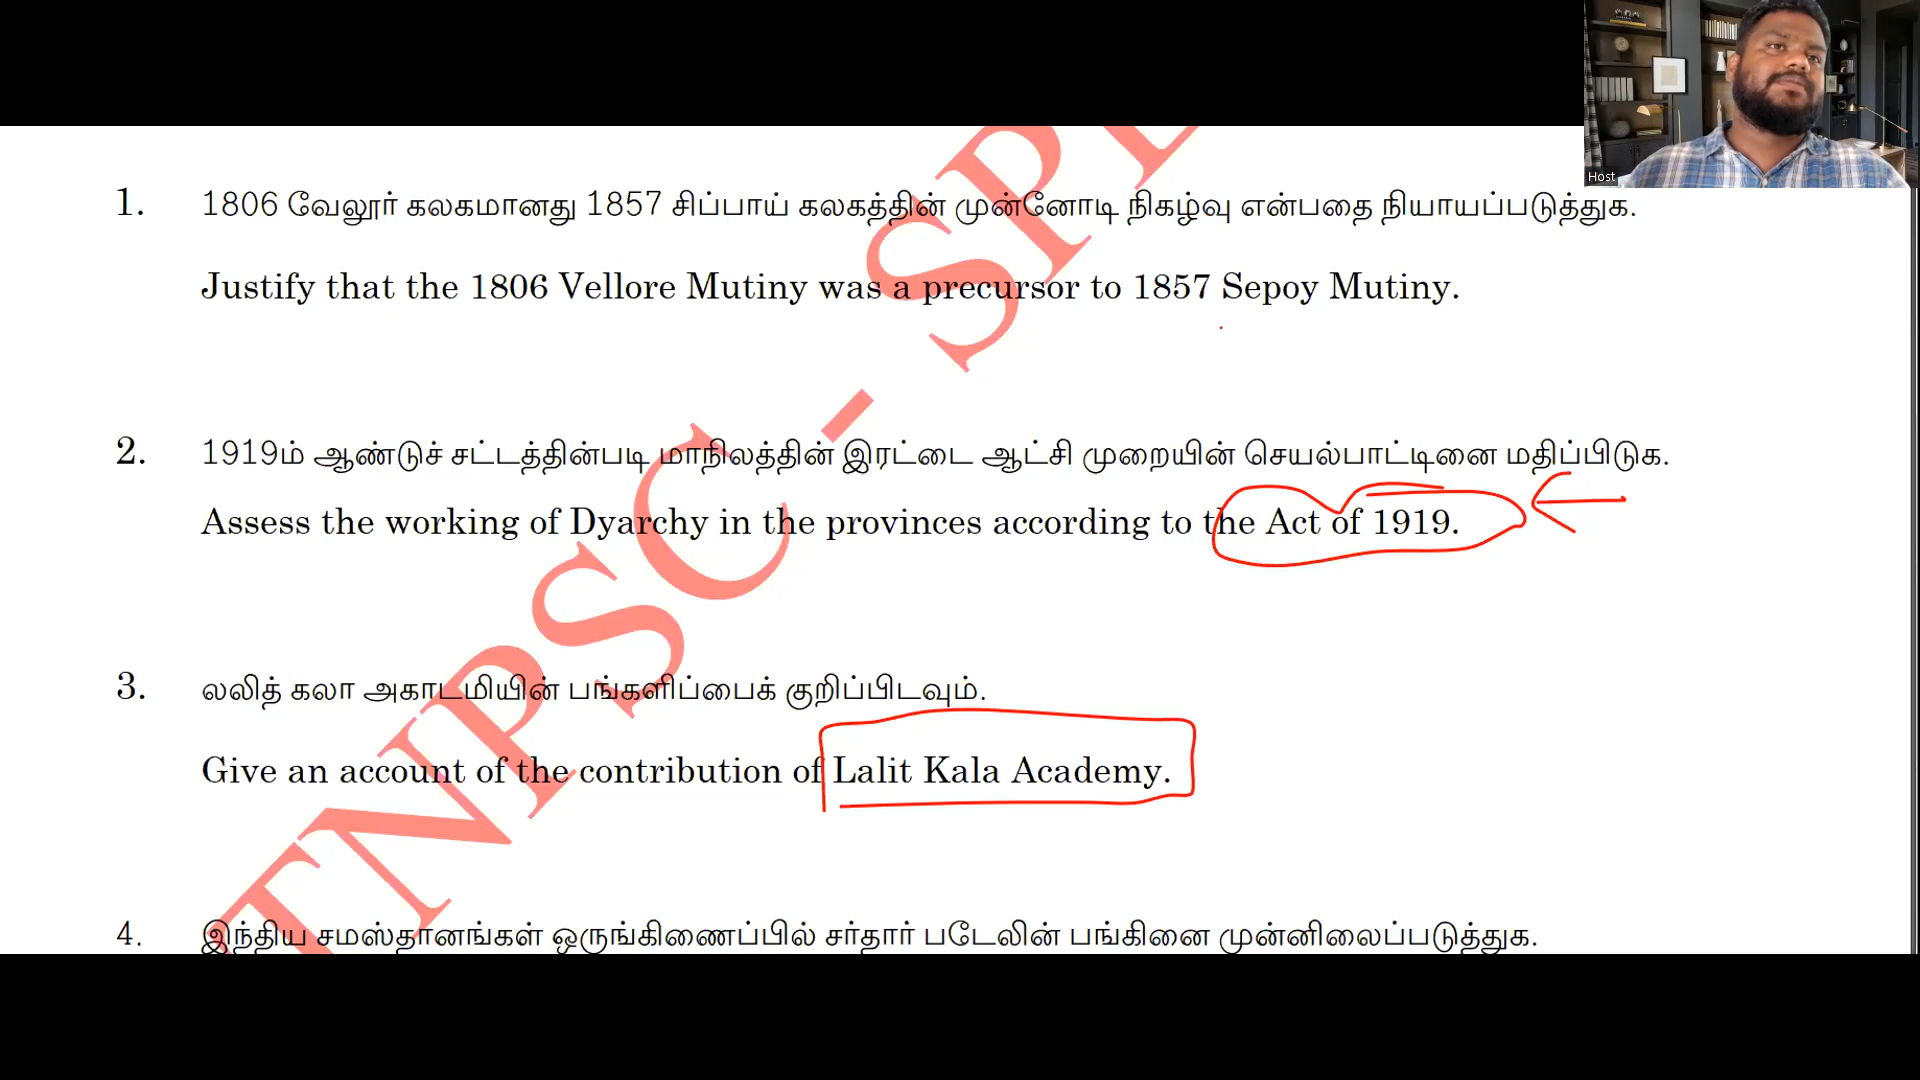 Host
1. 1806 வேலூர் கலகமானது 1857 சிப்பாய் கலகத்தின் முன்னோடி நிகழ்வு என்பதை நியாயப்படுத்துக.
Justify that the 1806 Vellore Mutiny was a precursor to 1857 Sepoy Mutiny.
2. 1919ம் ஆண்டுச் சட்டத்தின்படி மாநிலத்தின் இரட்டை ஆட்சி முறையின் செயல்பாட்டினை மதிப்பிடுக.
Assess the working of Dyarchy in the provinces according to the Act of 1919.
3. லலித் கலா அகாடமியின் பங்களிப்பைக் குறிப்பிடவும்.
Give an account of the contribution of Lalit Kala Academy.
4. இந்திய சமஸ்தானங்கள் ஒருங்கிணைப்பில் சர்தார் படேலின் பங்கினை முன்னிலைப்படுத்துக.
TNPSC -